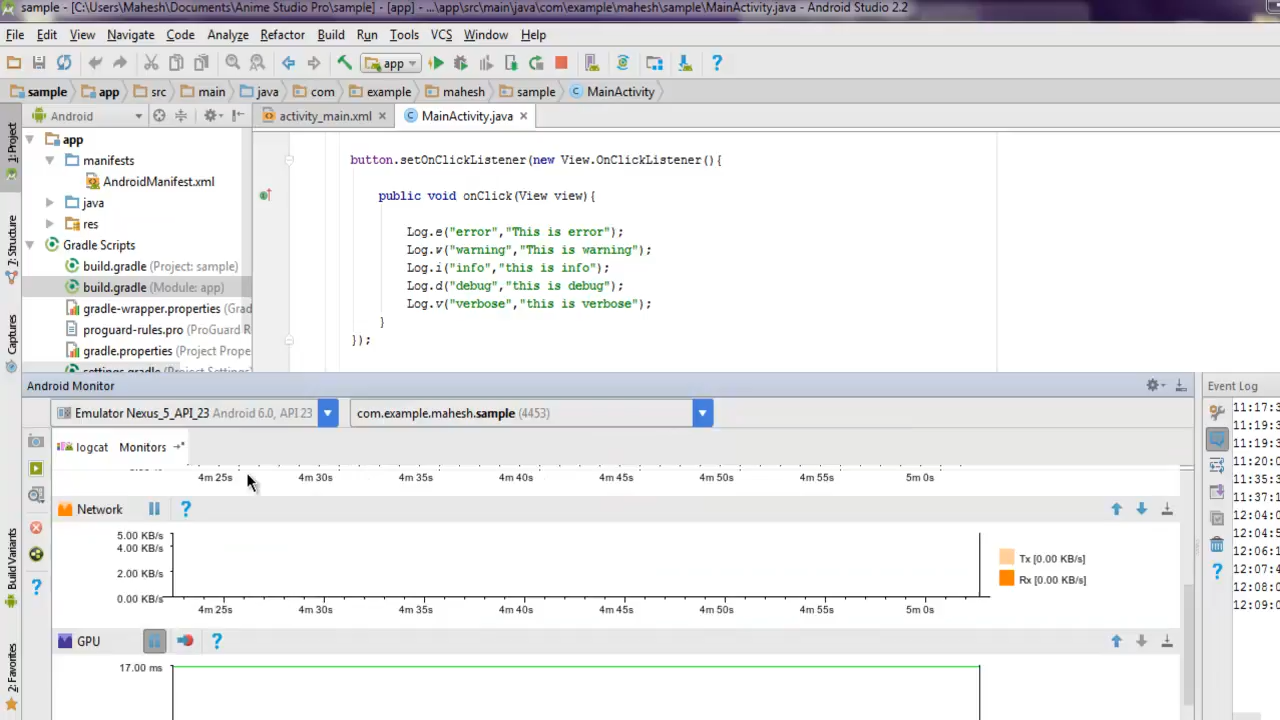 sample - [C:\Users\Mahesh\Documents\Anime Studio Pro\sample] - [app] - ...\app\src\main\java\com\example\mahesh\sample\MainActivity.java - Android Studio 2.2
File Edit View Navigate Code Analyze Refactor Build Run Tools VCS Window Help
app
sample app src main java com example mahesh sample MainActivity
Android activity_main.xml MainActivity.java
1: Project
7: Structure
Captures
Build Variants
2: Favorites
app
manifests
AndroidManifest.xml
java
res
Gradle Scripts
build.gradle (Project: sample)
build.gradle (Module: app)
gradle-wrapper.properties (Grad
proguard-rules.pro (ProGuard R
gradle.properties (Project Prope
settings.gradle (Project Settings)
button.setOnClickListener(new View.OnClickListener(){
public void onClick(View view){
Log.e("error","This is error");
Log.w("warning","This is warning");
Log.i("info","this is info");
Log.d("debug","this is debug");
Log.v("verbose","this is verbose");
}
});
Android Monitor
Emulator Nexus_5_API_23 Android 6.0, API 23 com.example.mahesh.sample (4453)
logcat Monitors
4m 25s 4m 30s 4m 35s 4m 40s 4m 45s 4m 50s 4m 55s 5m 0s
Network ?
5.00 KB/s
4.00 KB/s
2.00 KB/s
0.00 KB/s
Tx [0.00 KB/s]
Rx [0.00 KB/s]
4m 25s 4m 30s 4m 35s 4m 40s 4m 45s 4m 50s 4m 55s 5m 0s
GPU ?
17.00 ms
Event Log
11:17:3
11:19:3
11:19:3
11:20:0
11:35:3
11:37:1
12:04:0
12:04:5
12:06:1
12:07:4
12:08:0
12:09:0